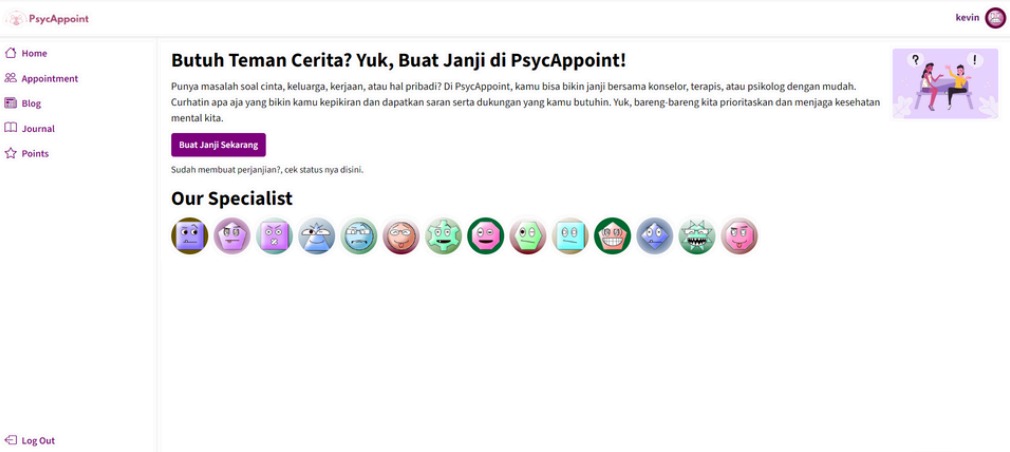 PsycAppoint
kevin
Home
Appointment
Blog
Journal
Points
Log Out
Butuh Teman Cerita? Yuk, Buat Janji di PsycAppoint!
Punya masalah soal cinta, keluarga, kerjaan, atau hal pribadi? Di PsycAppoint, kamu bisa bikin janji bersama konselor, terapis, atau psikolog dengan mudah.
Curhatin apa aja yang bikin kamu kepikiran dan dapatkan saran serta dukungan yang kamu butuhin. Yuk, bareng-bareng kita prioritaskan dan menjaga kesehatan
mental kita.
? !
Buat Janji Sekarang
Sudah membuat perjanjian?, cek status nya disini.
Our Specialist